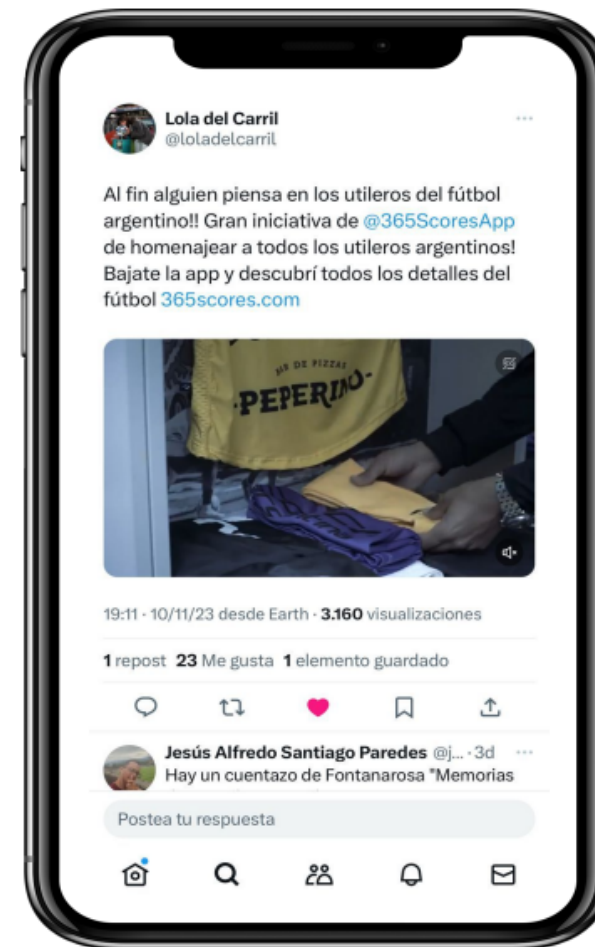 Lola del Carril
@loladelcarril
Al fin alguien piensa en los utileros del fútbol
argentino!! Gran iniciativa de @365ScoresApp
de homenajear a todos los utileros argentinos!
Bajate la app y descubrí todos los detalles del
fútbol 365scores.com
BAR DE PIZZAS
·PEPERINO·
19:11 · 10/11/23 desde Earth · 3.160 visualizaciones
1 repost 23 Me gusta 1 elemento guardado
Jesús Alfredo Santiago Paredes @j... · 3d
Hay un cuentazo de Fontanarosa "Memorias
Postea tu respuesta